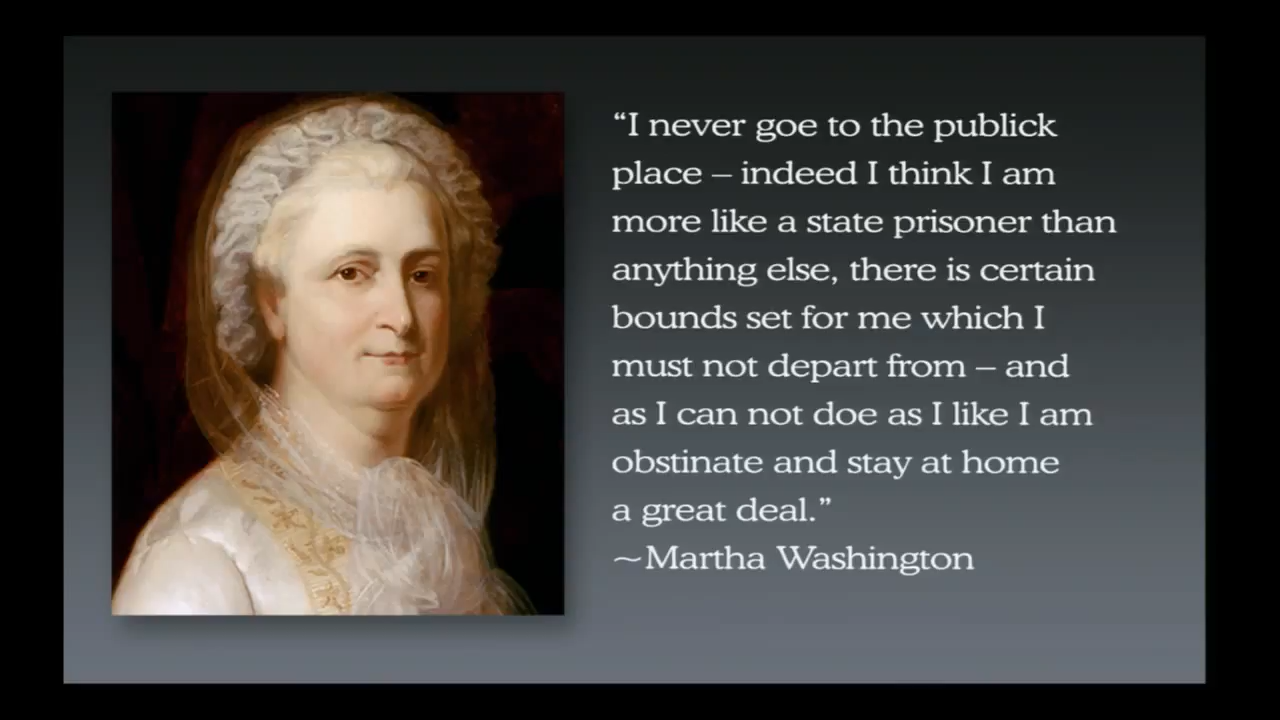 “I never goe to the publick
place – indeed I think I am
more like a state prisoner than
anything else, there is certain
bounds set for me which I
must not depart from – and
as I can not doe as I like I am
obstinate and stay at home
a great deal.”
~Martha Washington